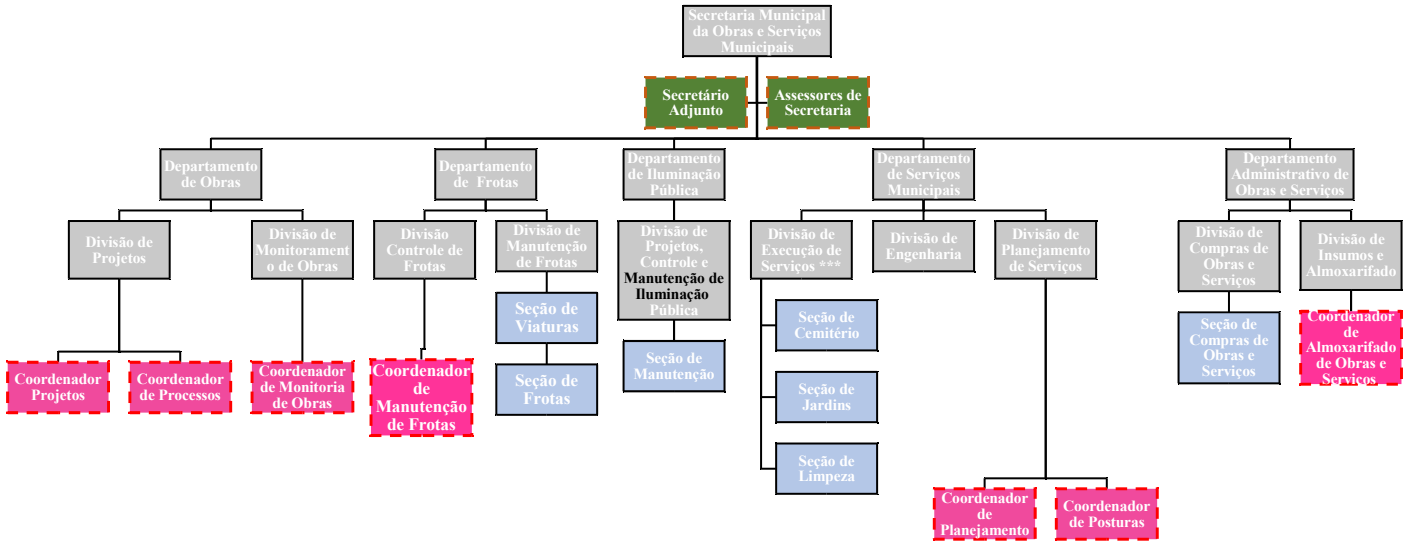 Secretaria Municipal
da Obras e Serviços
Municipais
Secretário
Adjunto
Assessores de
Secretaria
Departamento
de Obras
Departamento
de Frotas
Departamento
de Iluminação
Pública
Departamento
de Serviços
Municipais
Departamento
Administrativo de
Obras e Serviços
Divisão de
Projetos
Divisão de
Monitorament
o de Obras
Divisão
Controle de
Frotas
Divisão de
Manutenção
de Frotas
Divisão de
Projetos,
Controle e
Manutenção de
Iluminação
Pública
Divisão de
Execução de
Serviços ***
Divisão de
Engenharia
Divisão de
Planejamento
de Serviços
Divisão de
Compras de
Obras e
Serviços
Divisão de
Insumos e
Almoxarifado
Seção de
Viaturas
Seção de
Frotas
Seção de
Manutenção
Seção de
Cemitério
Seção de
Jardins
Seção de
Limpeza
Seção de
Compras de
Obras e
Serviços
Coordenador
de
Almoxarifado
de Obras e
Serviços
Coordenador
Projetos
Coordenador
de Processos
Coordenador
de Monitoria
de Obras
Coordenador
de
Manutenção
de Frotas
Coordenador
de
Planejamento
Coordenador
de Posturas